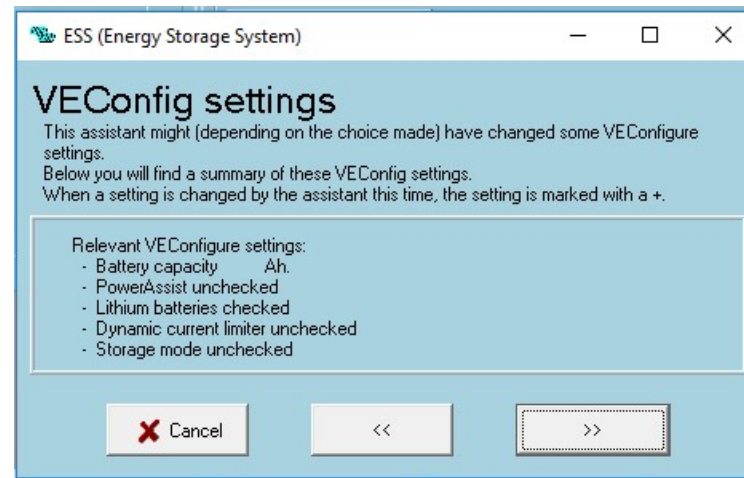 ESS (Energy Storage System)
VEConfig settings
This assistant might (depending on the choice made) have changed some VEConfigure
settings.
Below you will find a summary of these VEConfig settings.
When a setting is changed by the assistant this time, the setting is marked with a +.
Relevant VEConfigure settings:
- Battery capacity Ah.
- PowerAssist unchecked
- Lithium batteries checked
- Dynamic current limiter unchecked
- Storage mode unchecked
Cancel << >>